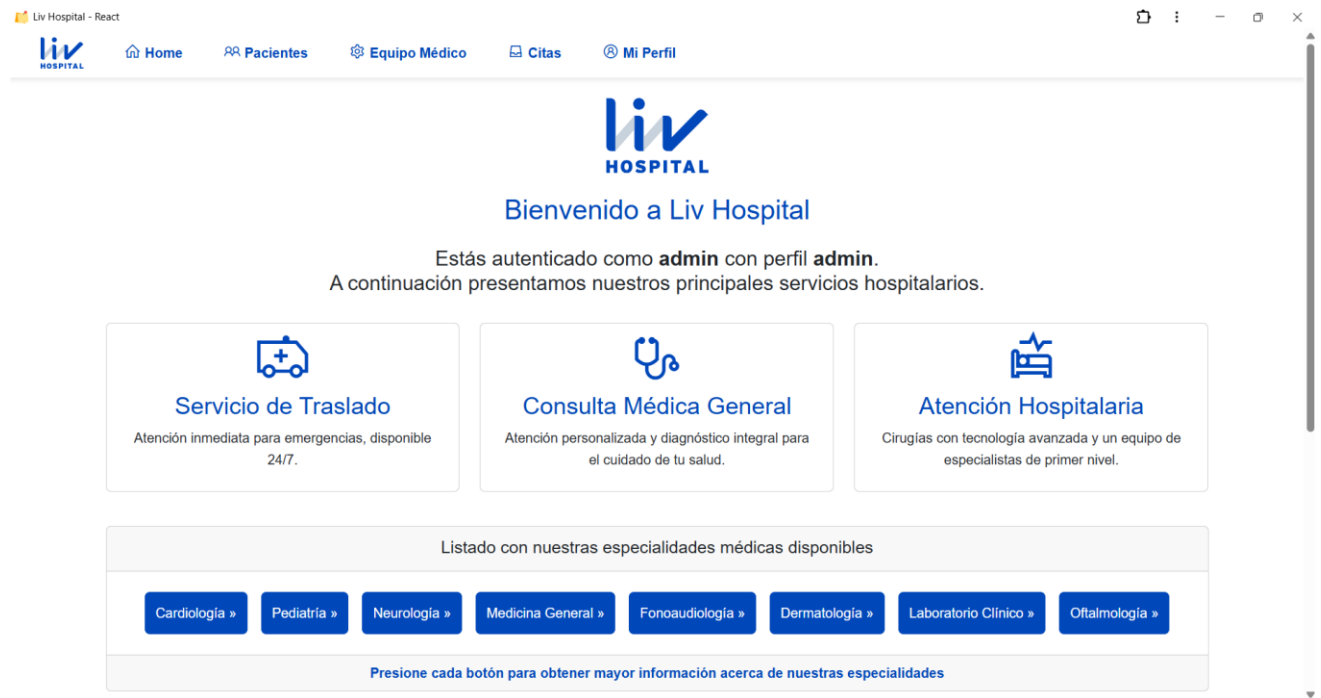 Liv Hospital - React
liv
HOSPITAL
Home
Pacientes
Equipo Médico
Citas
Mi Perfil
liv
HOSPITAL
Bienvenido a Liv Hospital
Estás autenticado como admin con perfil admin.
A continuación presentamos nuestros principales servicios hospitalarios.
Servicio de Traslado
Atención inmediata para emergencias, disponible
24/7.
Consulta Médica General
Atención personalizada y diagnóstico integral para
el cuidado de tu salud.
Atención Hospitalaria
Cirugías con tecnología avanzada y un equipo de
especialistas de primer nivel.
Listado con nuestras especialidades médicas disponibles
Cardiología »
Pediatría »
Neurología »
Medicina General »
Fonoaudiología »
Dermatología »
Laboratorio Clínico »
Oftalmología »
Presione cada botón para obtener mayor información acerca de nuestras especialidades